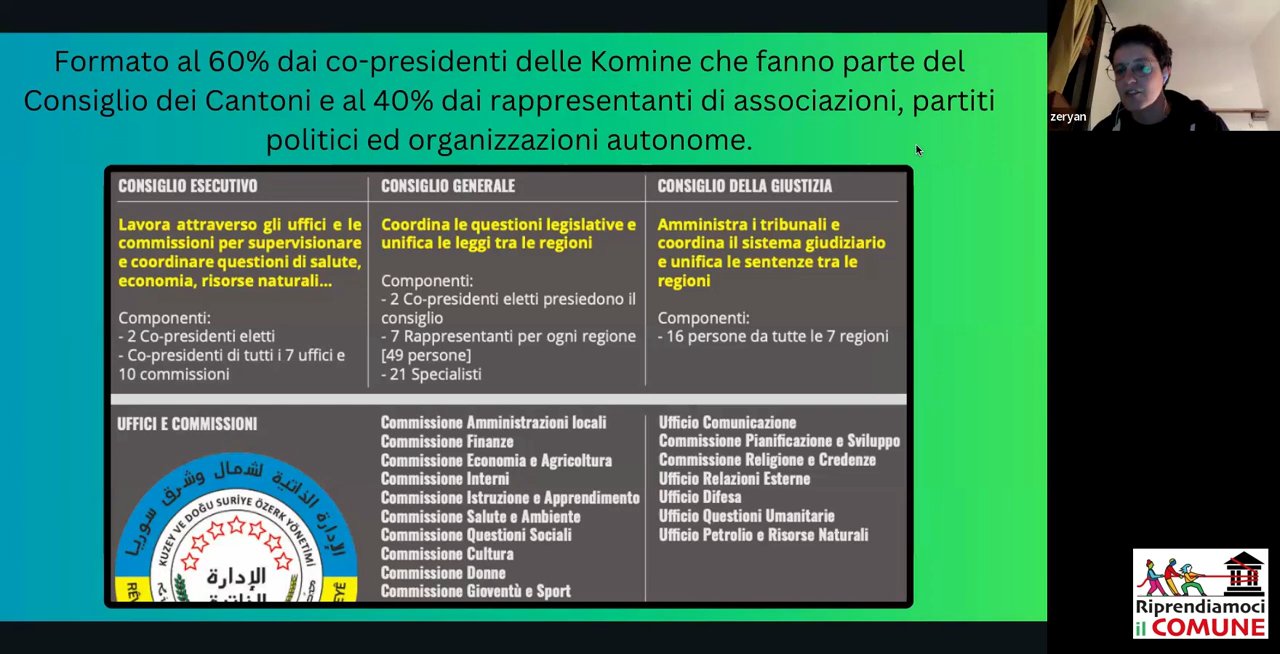 Formato al 60% dai co-presidenti delle Komine che fanno parte del
Consiglio dei Cantoni e al 40% dai rappresentanti di associazioni, partiti
politici ed organizzazioni autonome.
zeryan
CONSIGLIO ESECUTIVO
Lavora attraverso gli uffici e le
commissioni per supervisionare
e coordinare questioni di salute,
economia, risorse naturali...
Componenti:
- 2 Co-presidenti eletti
- Co-presidenti di tutti i 7 uffici e
10 commissioni
CONSIGLIO GENERALE
Coordina le questioni legislative e
unifica le leggi tra le regioni
Componenti:
- 2 Co-presidenti eletti presiedono il
consiglio
- 7 Rappresentanti per ogni regione
[49 persone]
- 21 Specialisti
CONSIGLIO DELLA GIUSTIZIA
Amministra i tribunali e
coordina il sistema giudiziario
e unifica le sentenze tra le
regioni
Componenti:
- 16 persone da tutte le 7 regioni
UFFICI E COMMISSIONI
الإدارة الذاتية لشمال وشرق سوريا
KUZEY VE DOĞU SURİYE ÖZERK YÖNETİMİ
الإدارة
Commissione Amministrazioni locali
Commissione Finanze
Commissione Economia e Agricoltura
Commissione Interni
Commissione Istruzione e Apprendimento
Commissione Salute e Ambiente
Commissione Questioni Sociali
Commissione Cultura
Commissione Donne
Commissione Gioventù e Sport
Ufficio Comunicazione
Commissione Pianificazione e Sviluppo
Commissione Religione e Credenze
Ufficio Relazioni Esterne
Ufficio Difesa
Ufficio Questioni Umanitarie
Ufficio Petrolio e Risorse Naturali
Riprendiamoci
il COMUNE